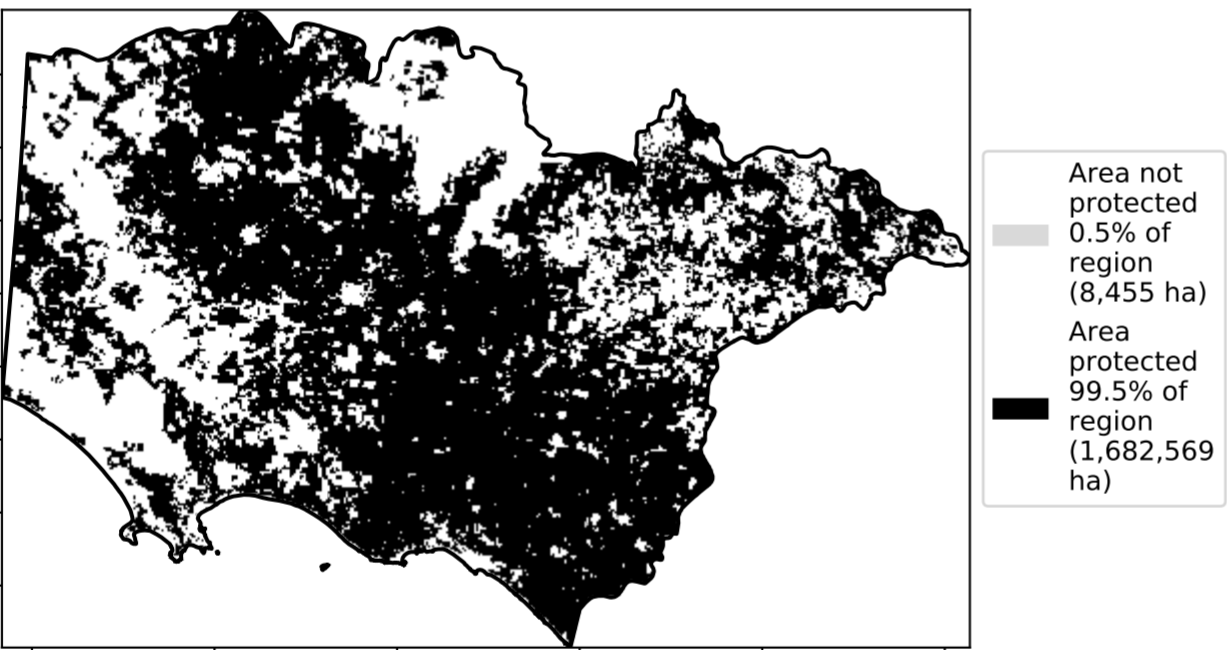 Area not
protected
0.5% of
region
(8,455 ha)
Area
protected
99.5% of
region
(1,682,569
ha)